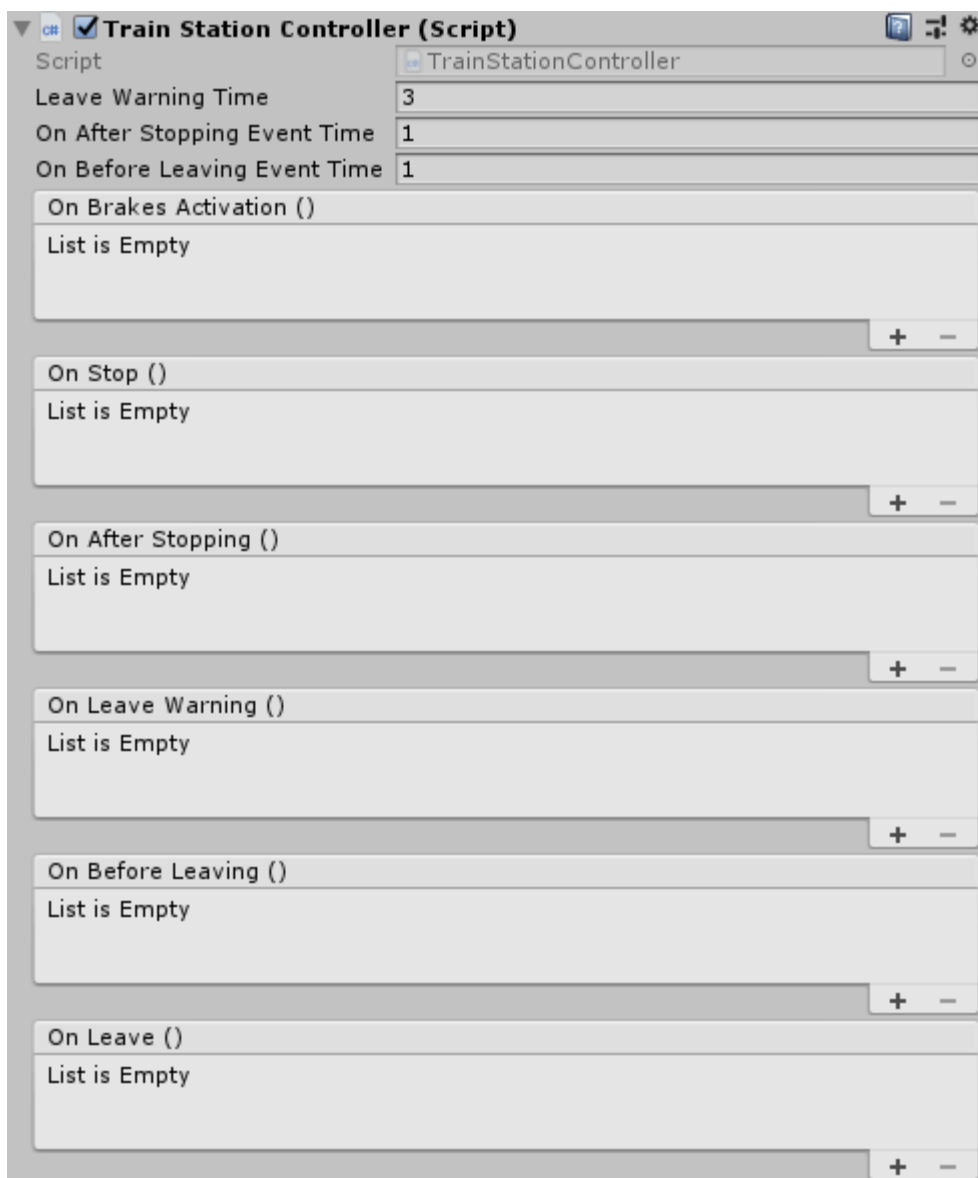 Train Station Controller (Script)
Script TrainStationController
Leave Warning Time 3
On After Stopping Event Time 1
On Before Leaving Event Time 1
On Brakes Activation ()
List is Empty
+ −
On Stop ()
List is Empty
+ −
On After Stopping ()
List is Empty
+ −
On Leave Warning ()
List is Empty
+ −
On Before Leaving ()
List is Empty
+ −
On Leave ()
List is Empty
+ −